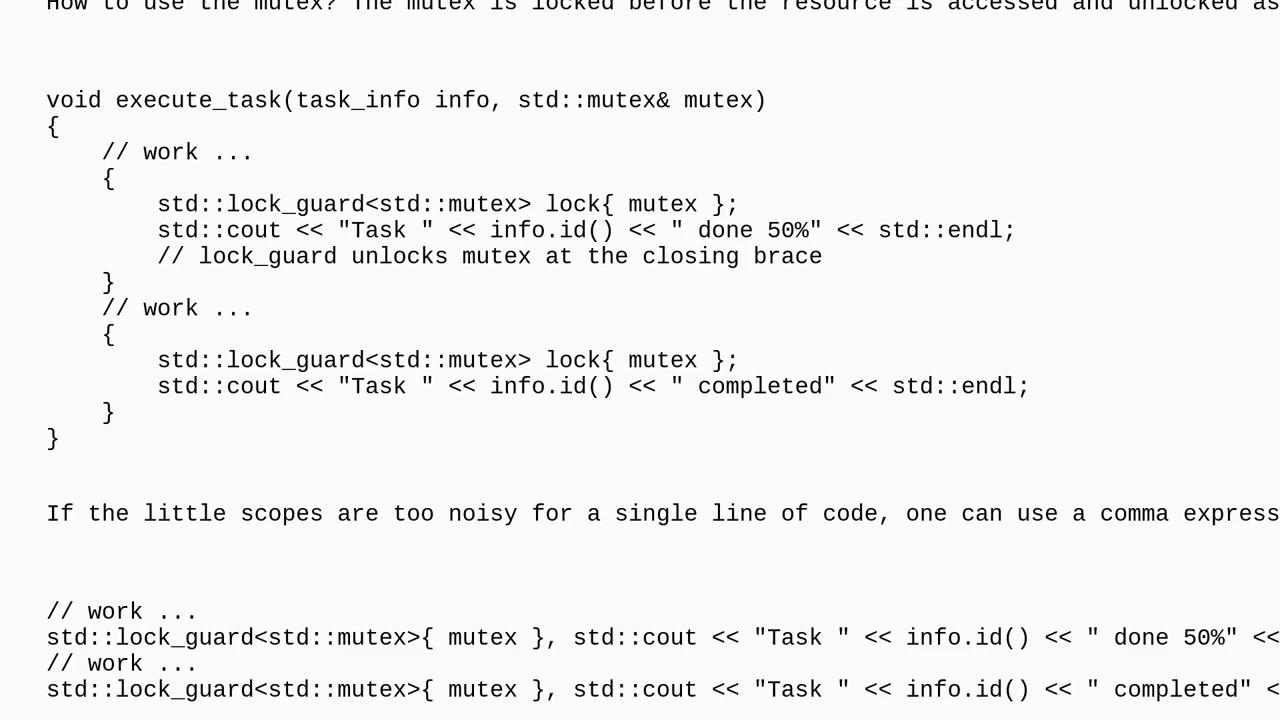 How to use the mutex? The mutex is locked before the resource is accessed and unlocked as
void execute_task(task_info info, std::mutex& mutex)
{
    // work ...
    {
        std::lock_guard<std::mutex> lock{ mutex };
        std::cout << "Task " << info.id() << " done 50%" << std::endl;
        // lock_guard unlocks mutex at the closing brace
    }
    // work ...
    {
        std::lock_guard<std::mutex> lock{ mutex };
        std::cout << "Task " << info.id() << " completed" << std::endl;
    }
}
If the little scopes are too noisy for a single line of code, one can use a comma express
// work ...
std::lock_guard<std::mutex>{ mutex }, std::cout << "Task " << info.id() << " done 50%" <<
// work ...
std::lock_guard<std::mutex>{ mutex }, std::cout << "Task " << info.id() << " completed" <